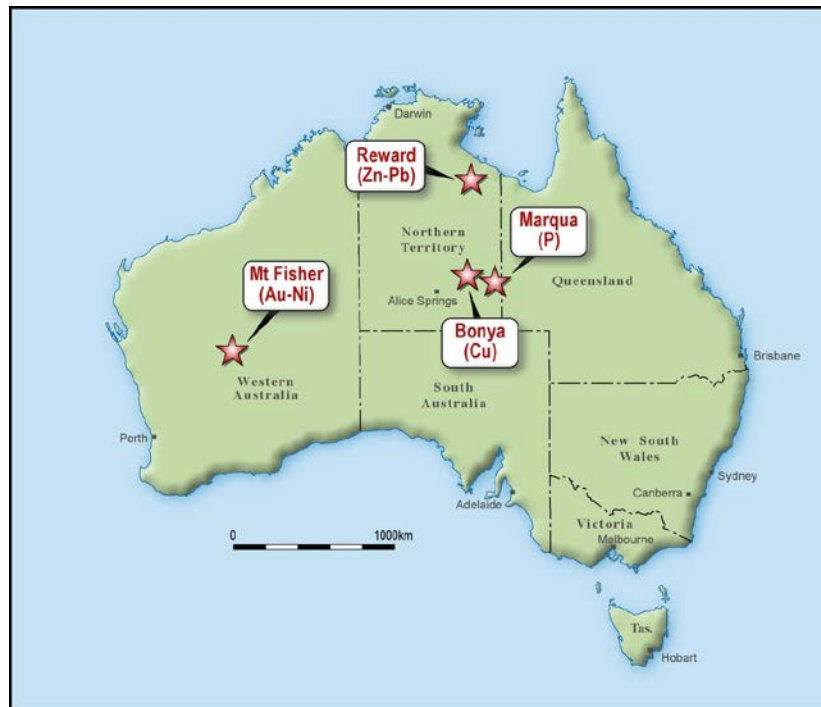 Darwin
Reward
(Zn-Pb)
Marqua
(P)
Northern
Territory
Mt Fisher
(Au-Ni)
Queensland
Alice Springs
Bonya
(Cu)
Brisbane
Western
Australia
South
Australia
Perth
New South
Wales
Sydney
Canberra
Adelaide
Victoria
Melbourne
0
1000km
Tas.
Hobart